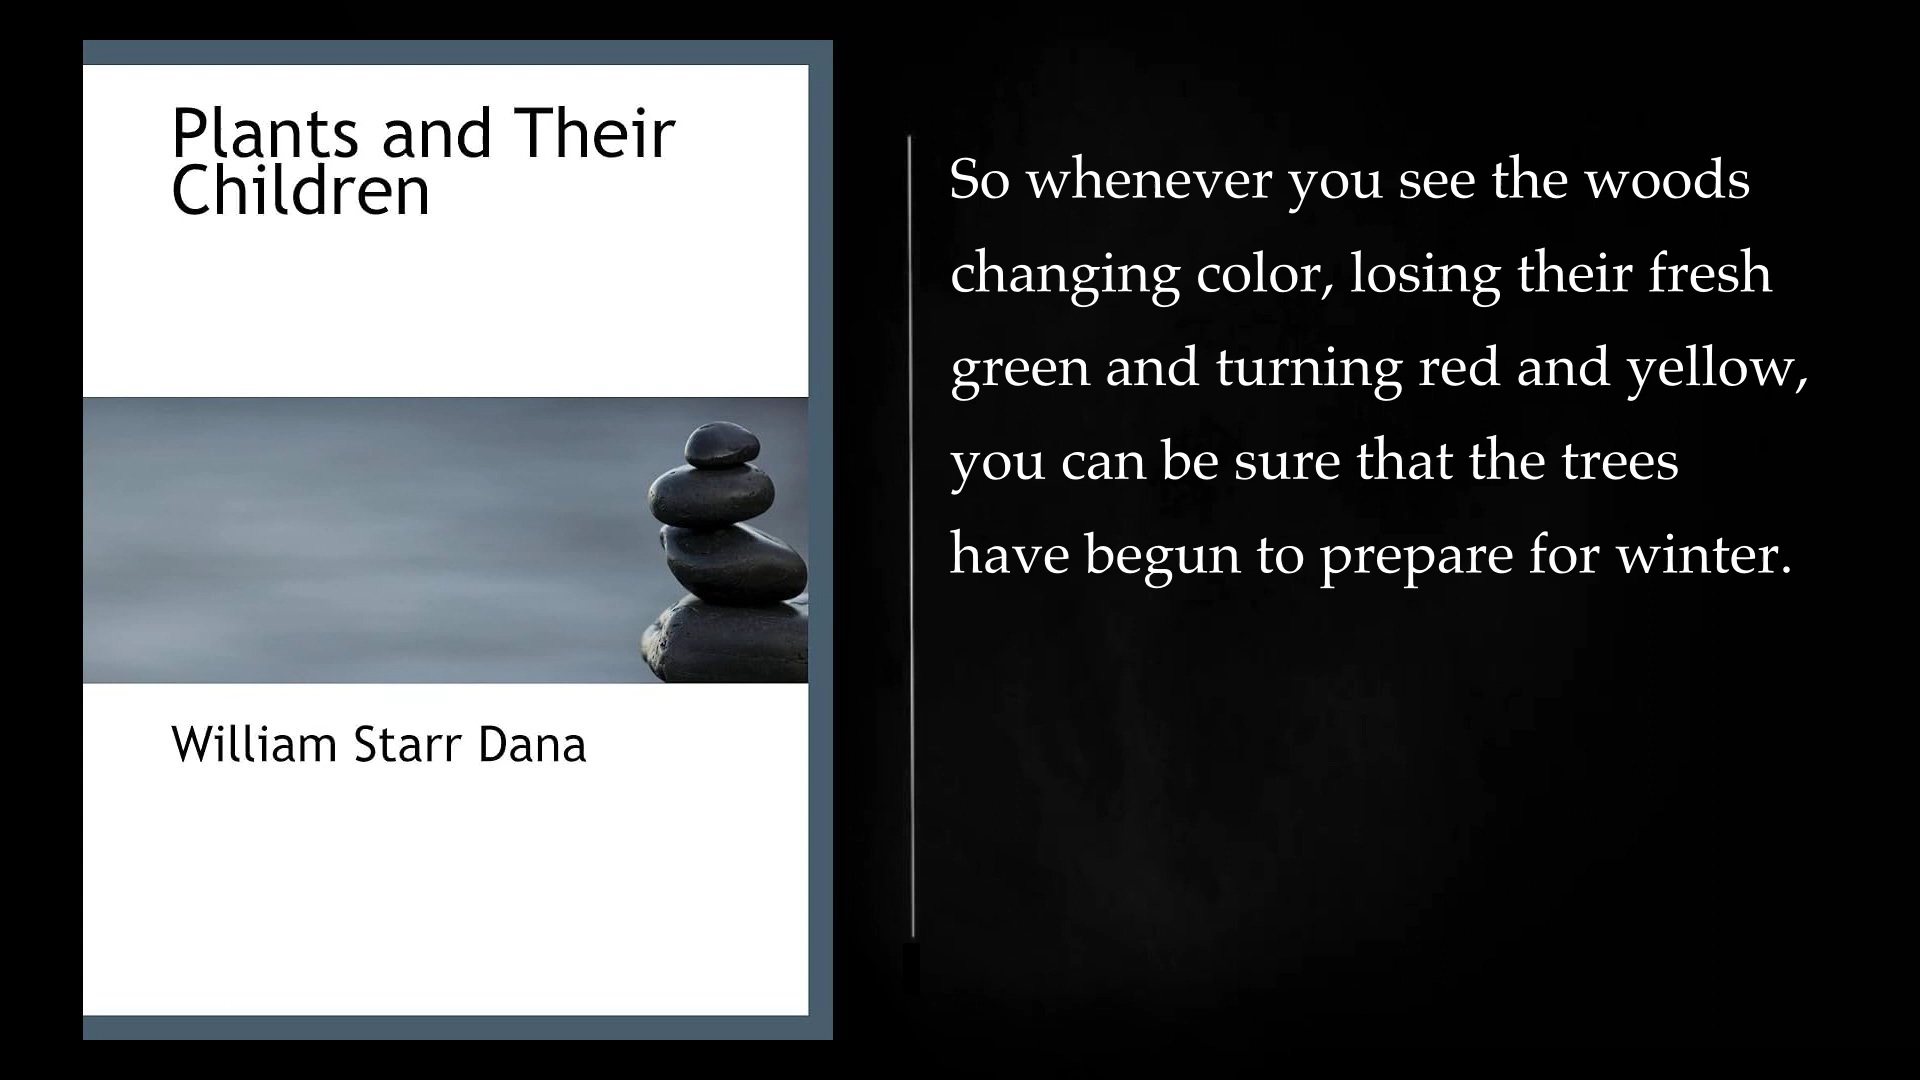 Plants and Their
Children
William Starr Dana
So whenever you see the woods
changing color, losing their fresh
green and turning red and yellow,
you can be sure that the trees
have begun to prepare for winter.